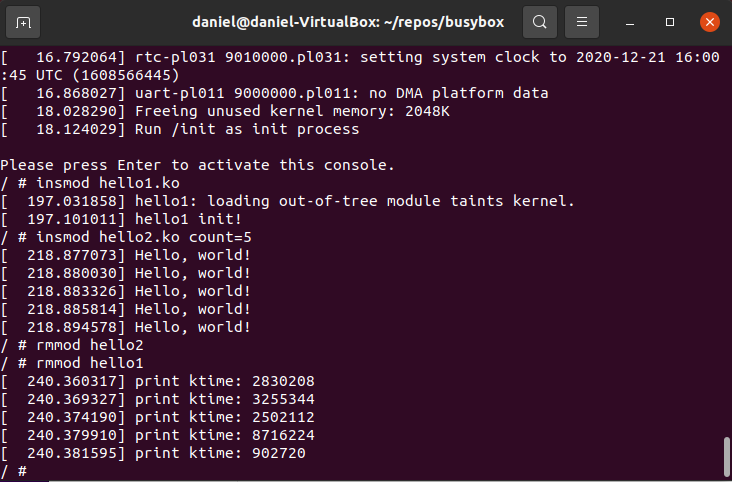 daniel@daniel-VirtualBox: ~/repos/busybox
[   16.792064] rtc-pl031 9010000.pl031: setting system clock to 2020-12-21 16:00
:45 UTC (1608566445)
[   16.868027] uart-pl011 9000000.pl011: no DMA platform data
[   18.028290] Freeing unused kernel memory: 2048K
[   18.124029] Run /init as init process
Please press Enter to activate this console.
/ # insmod hello1.ko
[  197.031858] hello1: loading out-of-tree module taints kernel.
[  197.101011] hello1 init!
/ # insmod hello2.ko count=5
[  218.877073] Hello, world!
[  218.880030] Hello, world!
[  218.883326] Hello, world!
[  218.885814] Hello, world!
[  218.894578] Hello, world!
/ # rmmod hello2
/ # rmmod hello1
[  240.360317] print ktime: 2830208
[  240.369327] print ktime: 3255344
[  240.374190] print ktime: 2502112
[  240.379910] print ktime: 8716224
[  240.381595] print ktime: 902720
/ #